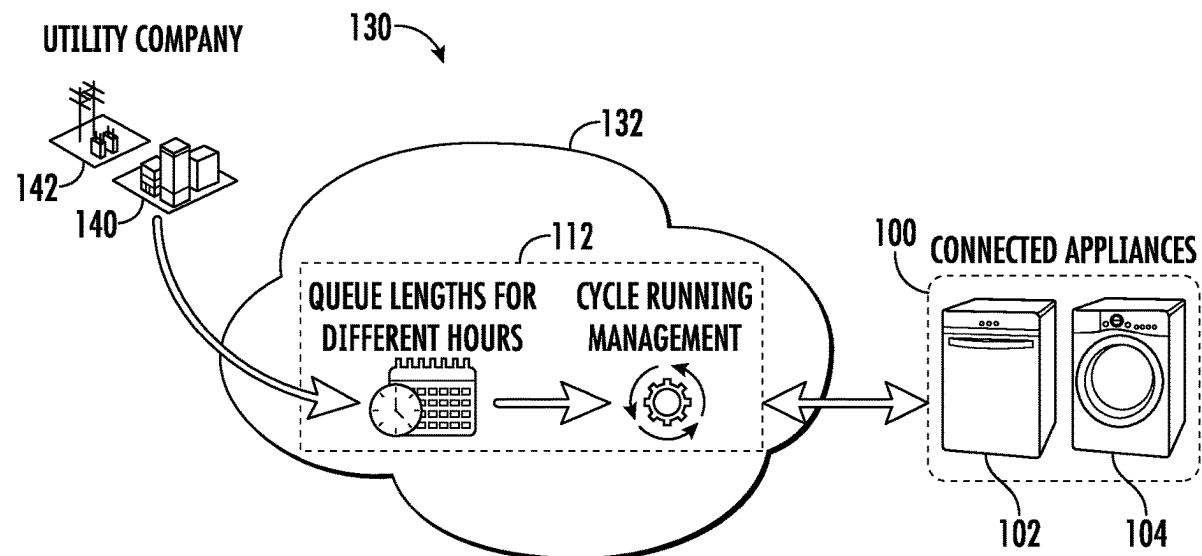 UTILITY COMPANY
130
132
142
140
112
100
CONNECTED APPLIANCES
QUEUE LENGTHS FOR
DIFFERENT HOURS
CYCLE RUNNING
MANAGEMENT
102
104